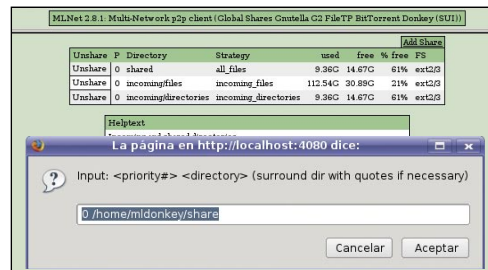 MLNet 2.8.1: Multi-Network p2p client (Global Shares Gnutella G2 FileTP BitTorrent Donkey (SUI))
Add Share
Unshare P Directory Strategy used free % free FS
Unshare 0 shared all_files 9.36G 14.67G 61% ext2/3
Unshare 0 incoming/files incoming_files 112.54G 30.89G 21% ext2/3
Unshare 0 incoming/directories incoming_directories 9.36G 14.67G 61% ext2/3
Helptext
La página en http://localhost:4080 dice:
Input: <priority#> <directory> (surround dir with quotes if necessary)
0 /home/mldonkey/share
Cancelar Aceptar